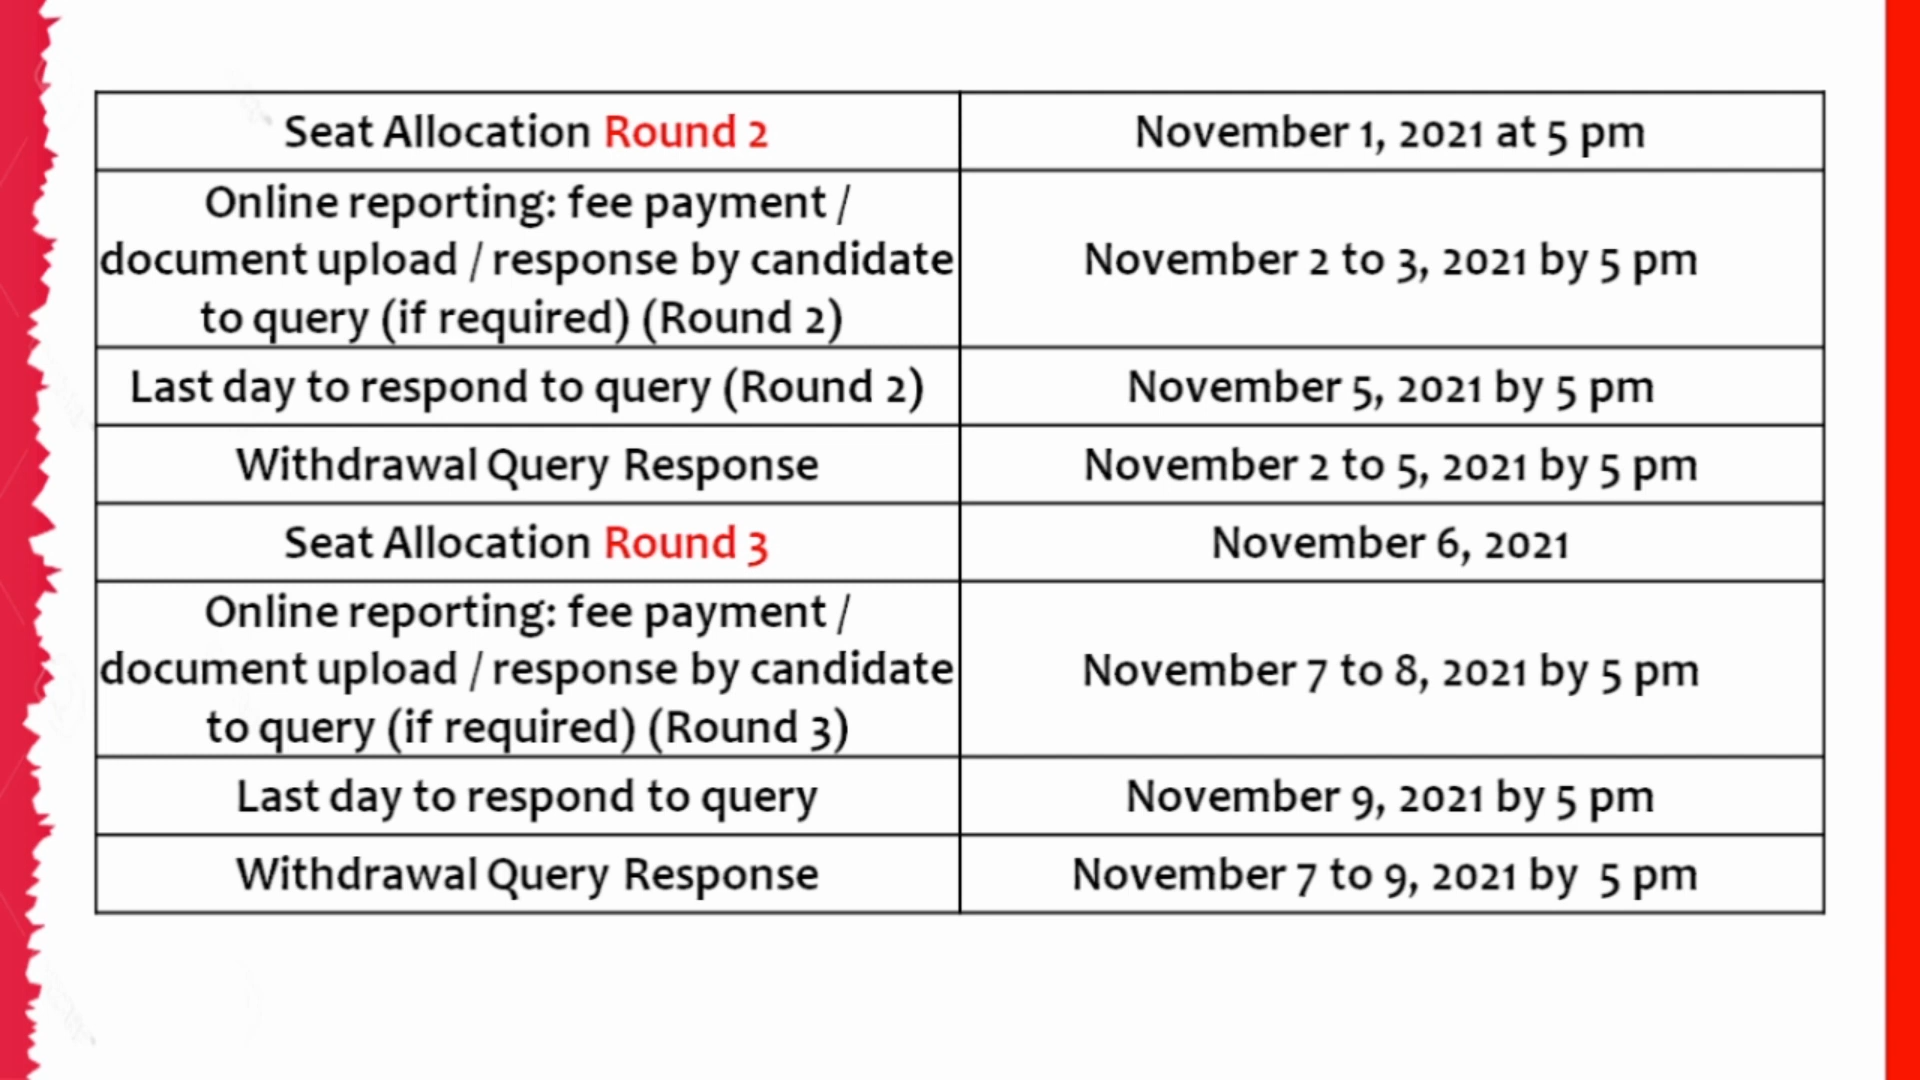 Seat Allocation Round 2
November 1, 2021 at 5 pm
Online reporting: fee payment /
document upload / response by candidate
to query (if required) (Round 2)
November 2 to 3, 2021 by 5 pm
Last day to respond to query (Round 2)
November 5, 2021 by 5 pm
Withdrawal Query Response
November 2 to 5, 2021 by 5 pm
Seat Allocation Round 3
November 6, 2021
Online reporting: fee payment /
document upload / response by candidate
to query (if required) (Round 3)
November 7 to 8, 2021 by 5 pm
Last day to respond to query
November 9, 2021 by 5 pm
Withdrawal Query Response
November 7 to 9, 2021 by 5 pm